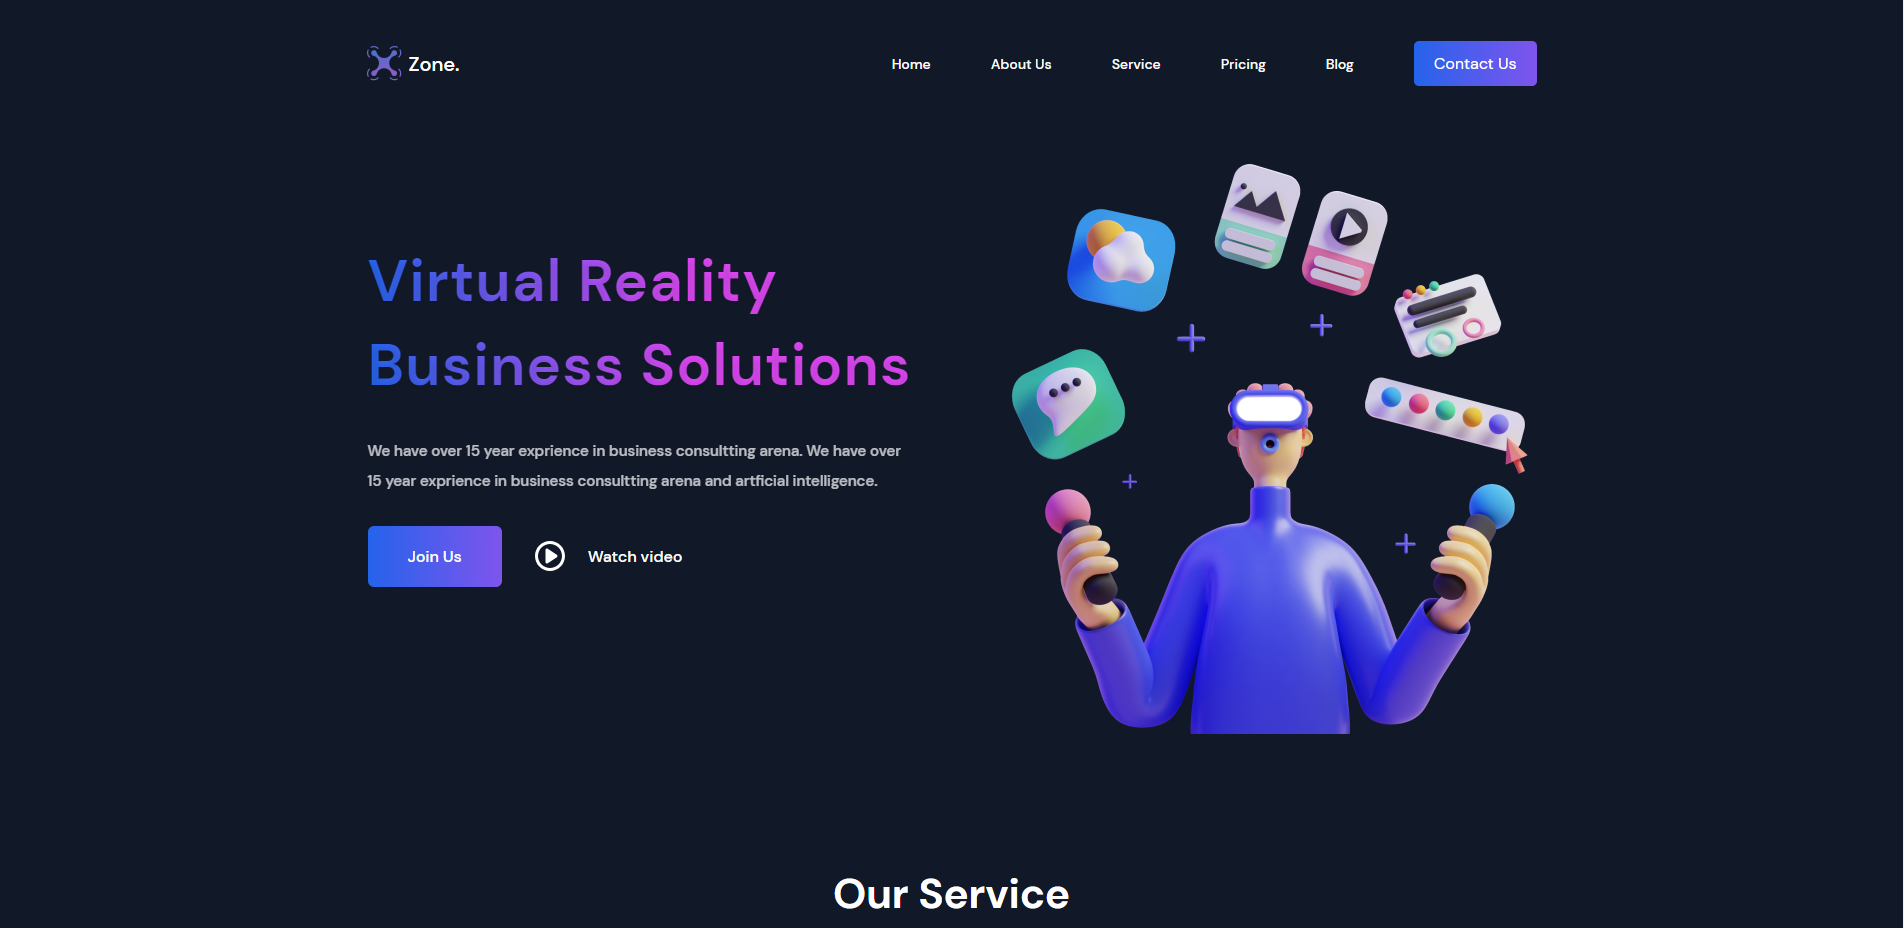 Zone.
Home
About Us
Service
Pricing
Blog
Contact Us
Virtual Reality
Business Solutions
We have over 15 year exprience in business consultting arena. We have over
15 year exprience in business consultting arena and artficial intelligence.
Join Us
Watch video
Our Service